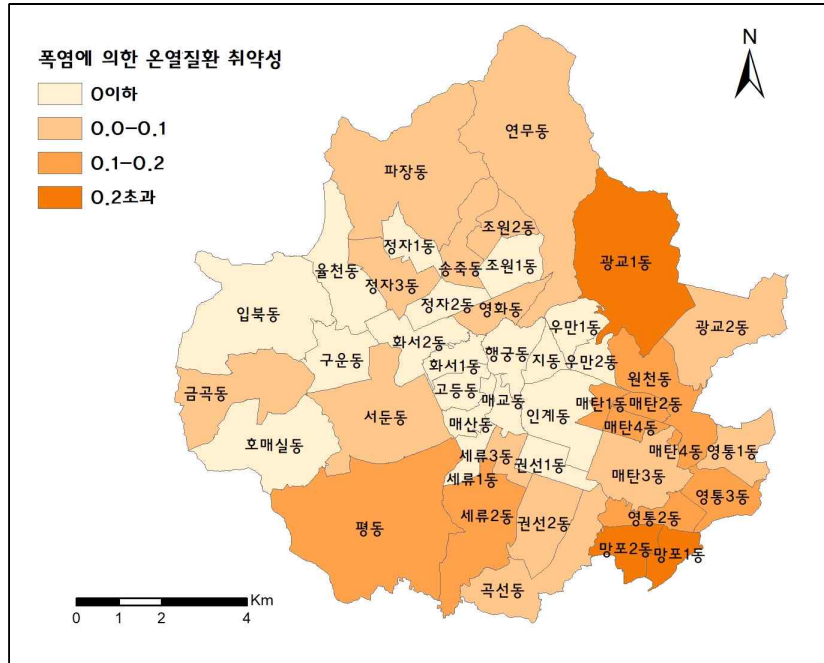 폭염에 의한 온열질환 취약성
0이하
0.0-0.1
0.1-0.2
0.2초과
N
연무동
파장동
조원2동
정자1동
송죽동
조원1동
광교1동
율천동
정자3동
입북동
정자2동
영화동
우만1동
광교2동
화서2동
행궁동
구운동
화서1동
지동
우만2동
원천동
금곡동
고등동
매교동
매탄1동
매탄2동
서둔동
인계동
매산동
매탄4동
호매실동
세류3동
권선1동
매탄4동
영통1동
세류1동
매탄3동
영통3동
평동
세류2동
권선2동
영통2동
망포2동
망포1동
곡선동
Km
0 1 2 4